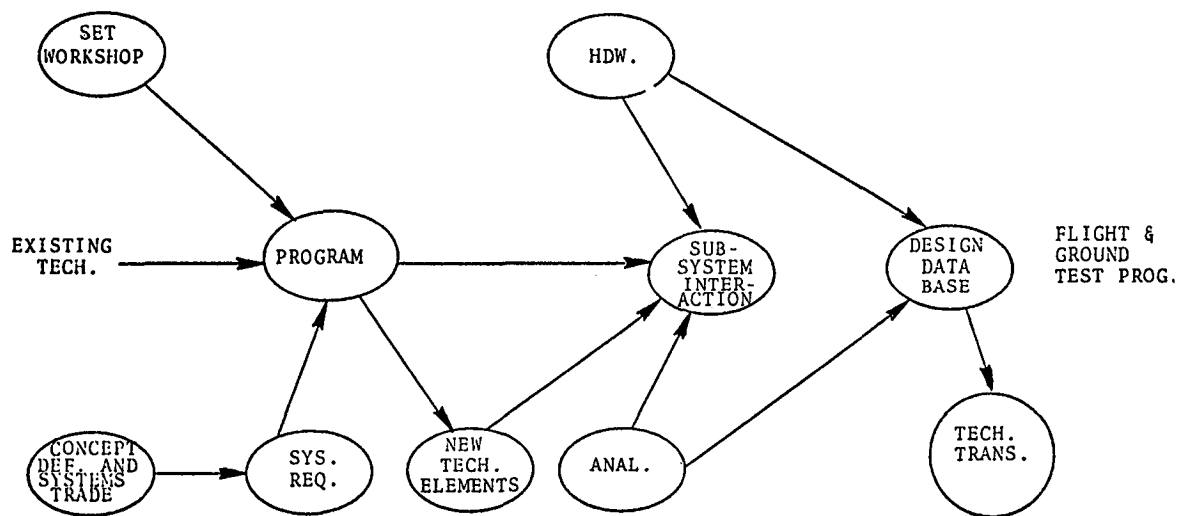 SET
WORKSHOP
HDW.
EXISTING
TECH.
PROGRAM
SUB-
SYSTEM
INTER-
ACTION
DESIGN
DATA
BASE
FLIGHT &
GROUND
TEST PROG.
CONCEPT
DEF. AND
SYSTEMS
TRADE
SYS.
REQ.
NEW
TECH.
ELEMENTS
ANAL.
TECH.
TRANS.